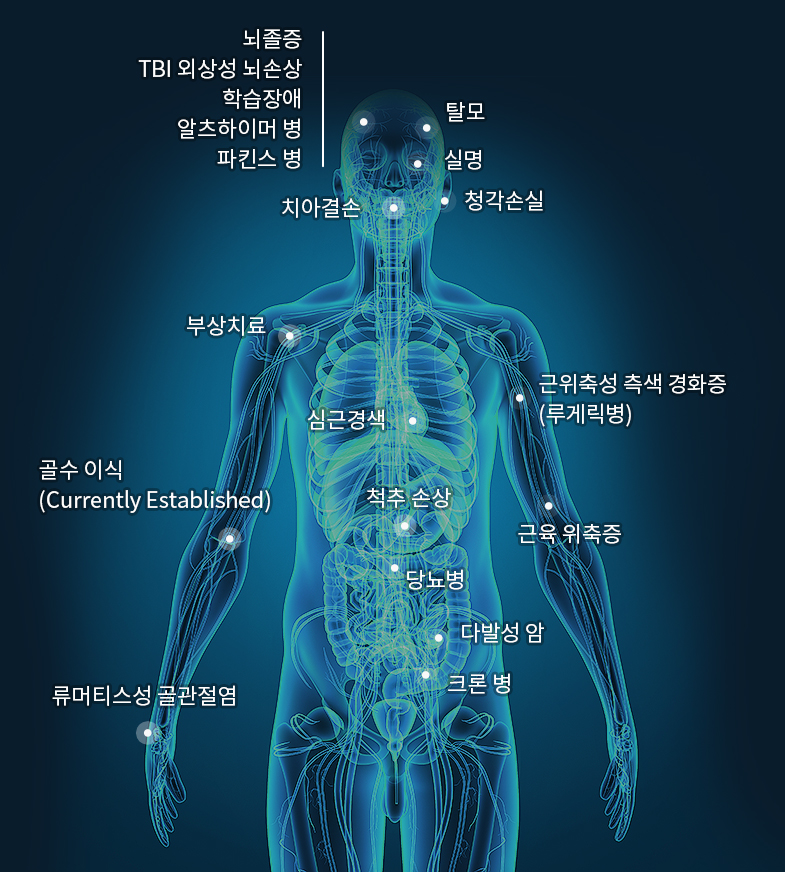 뇌졸증
TBI 외상성 뇌손상
학습장애
알츠하이머 병
파킨스 병
탈모
실명
청각손실
치아결손
부상치료
근위축성 측색 경화증
(루게릭병)
심근경색
골수 이식
(Currently Established)
척추 손상
근육 위축증
당뇨병
다발성 암
크론 병
류머티스성 골관절염